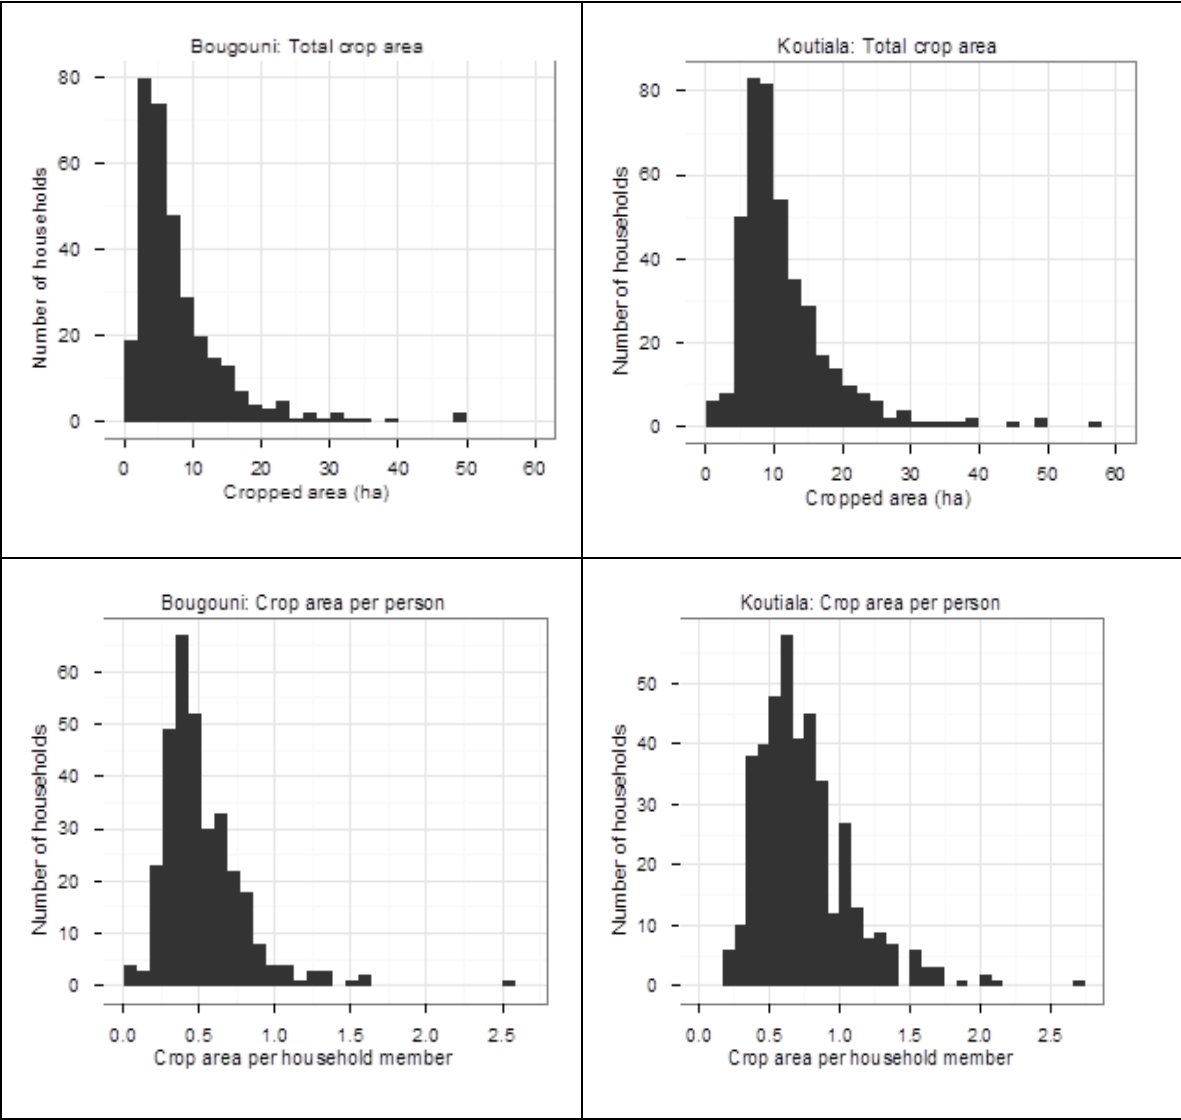 Bougouni: Total crop area
Number of households
80
60
40
20
0
0 10 20 30 40 50 60
Cropped area (ha)
Koutiala: Total crop area
Number of households
80
60
40
20
0
0 10 20 30 40 50 60
Cropped area (ha)
Bougouni: Crop area per person
Number of households
60
50
40
30
20
10
0
0.0 0.5 1.0 1.5 2.0 2.5
Crop area per household member
Koutiala: Crop area per person
Number of households
50
40
30
20
10
0
0.0 0.5 1.0 1.5 2.0 2.5
Crop area per household member